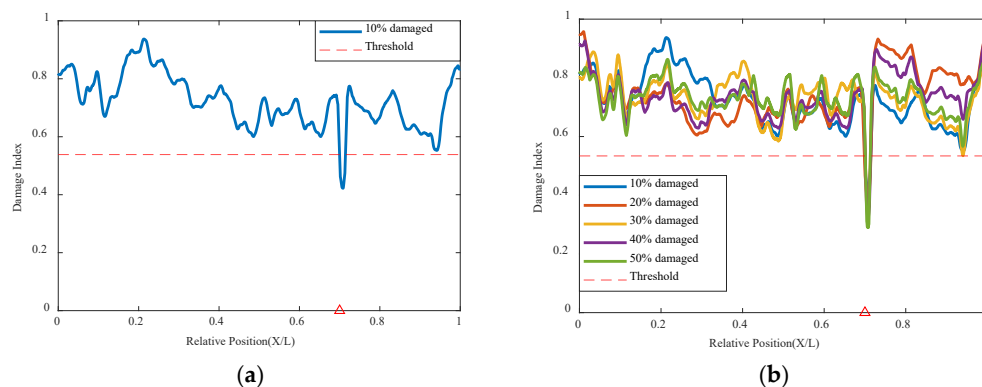 1
0.8
0.6
0.4
0.2
0
0
0.2
0.4
0.6
0.8
1
Damage Index
Relative Position(X/L)
10% damaged
Threshold
(a)
1
0.8
0.6
0.4
0.2
0
0
0.2
0.4
0.6
0.8
Damage Index
Relative Position(X/L)
10% damaged
20% damaged
30% damaged
40% damaged
50% damaged
Threshold
(b)